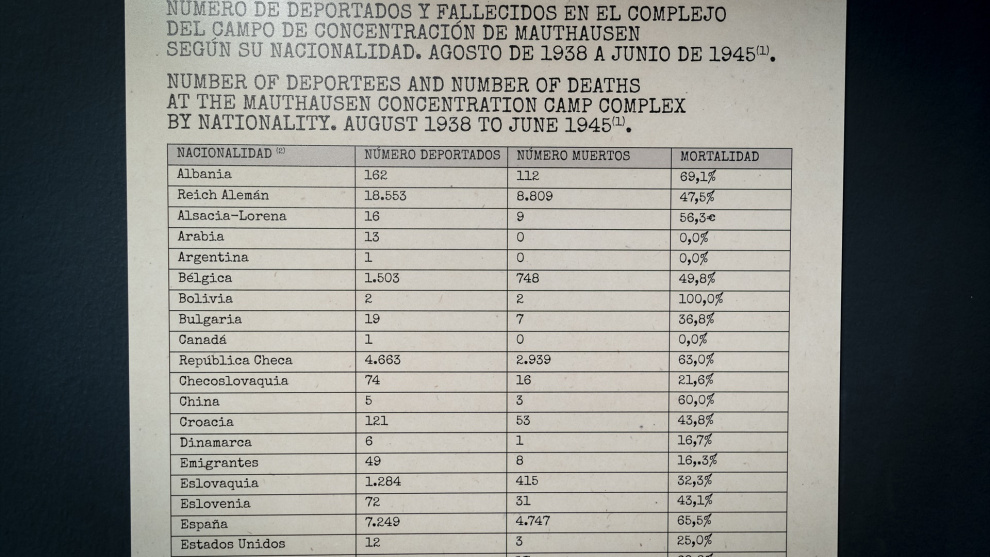 NÚMERO DE DEPORTADOS Y FALLECIDOS EN EL COMPLEJO
DEL CAMPO DE CONCENTRACIÓN DE MAUTHAUSEN
SEGÚN SU NACIONALIDAD. AGOSTO DE 1938 A JUNIO DE 1945(1).
NUMBER OF DEPORTEES AND NUMBER OF DEATHS
AT THE MAUTHAUSEN CONCENTRATION CAMP COMPLEX
BY NATIONALITY. AUGUST 1938 TO JUNE 1945(1).
NACIONALIDAD (2) NÚMERO DEPORTADOS NÚMERO MUERTOS MORTALIDAD
Albania 162 112 69,1%
Reich Alemán 18.553 8.809 47,5%
Alsacia-Lorena 16 9 56,3€
Arabia 13 0 0,0%
Argentina 1 0 0,0%
Bélgica 1.503 748 49,8%
Bolivia 2 2 100,0%
Bulgaria 19 7 36,8%
Canadá 1 0 0,0%
República Checa 4.663 2.939 63,0%
Checoslovaquia 74 16 21,6%
China 5 3 60,0%
Croacia 121 53 43,8%
Dinamarca 6 1 16,7%
Emigrantes 49 8 16,.3%
Eslovaquia 1.284 415 32,3%
Eslovenia 72 31 43,1%
España 7.249 4.747 65,5%
Estados Unidos 12 3 25,0%